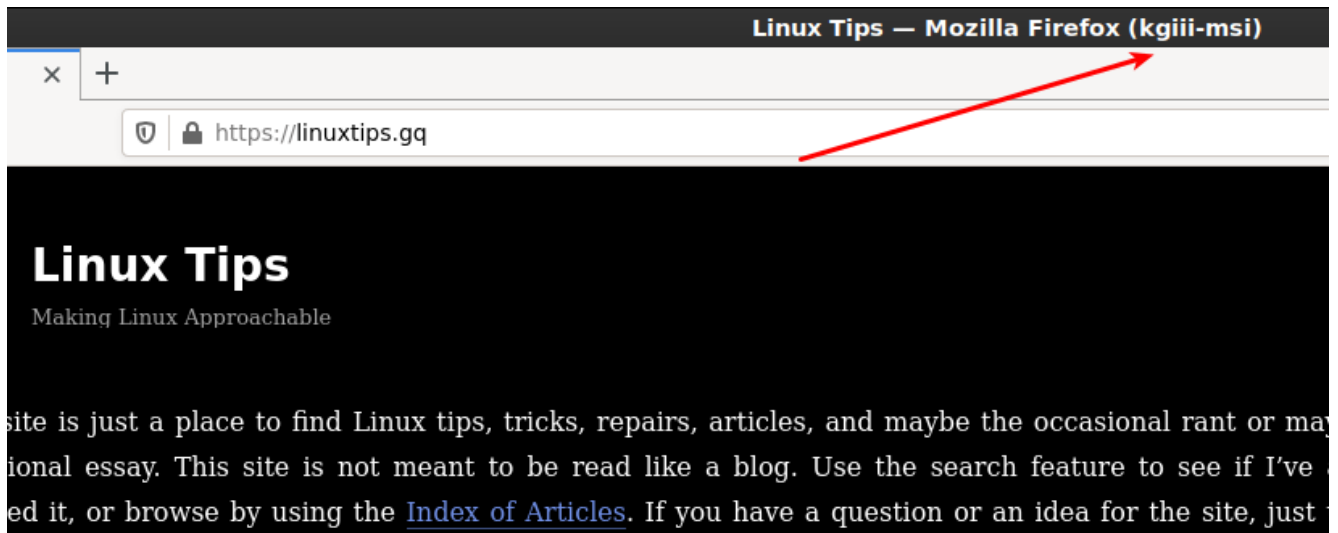 Linux Tips — Mozilla Firefox (kgiii-msi)
https://linuxtips.gq
Linux Tips
Making Linux Approachable
site is just a place to find Linux tips, tricks, repairs, articles, and maybe the occasional rant or may
ional essay. This site is not meant to be read like a blog. Use the search feature to see if I’ve
ed it, or browse by using the Index of Articles. If you have a question or an idea for the site, just